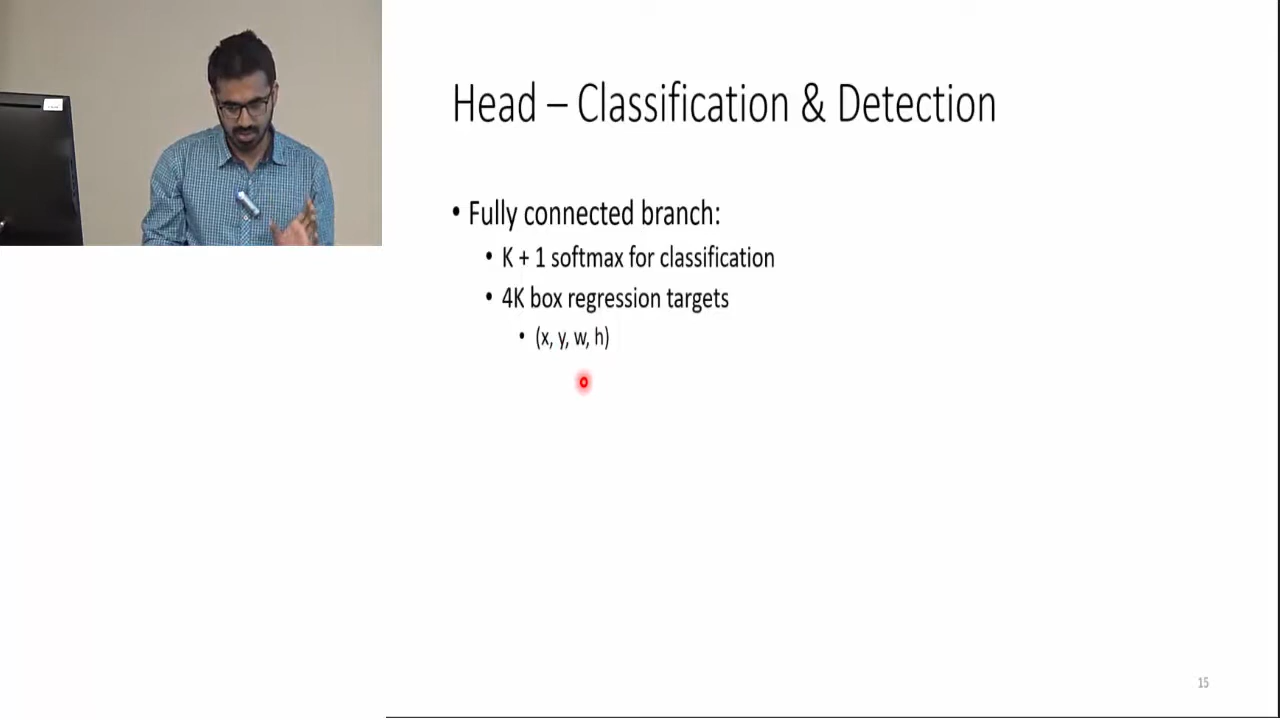 Head – Classification & Detection
• Fully connected branch:
• K + 1 softmax for classification
• 4K box regression targets
• (x, y, w, h)
15